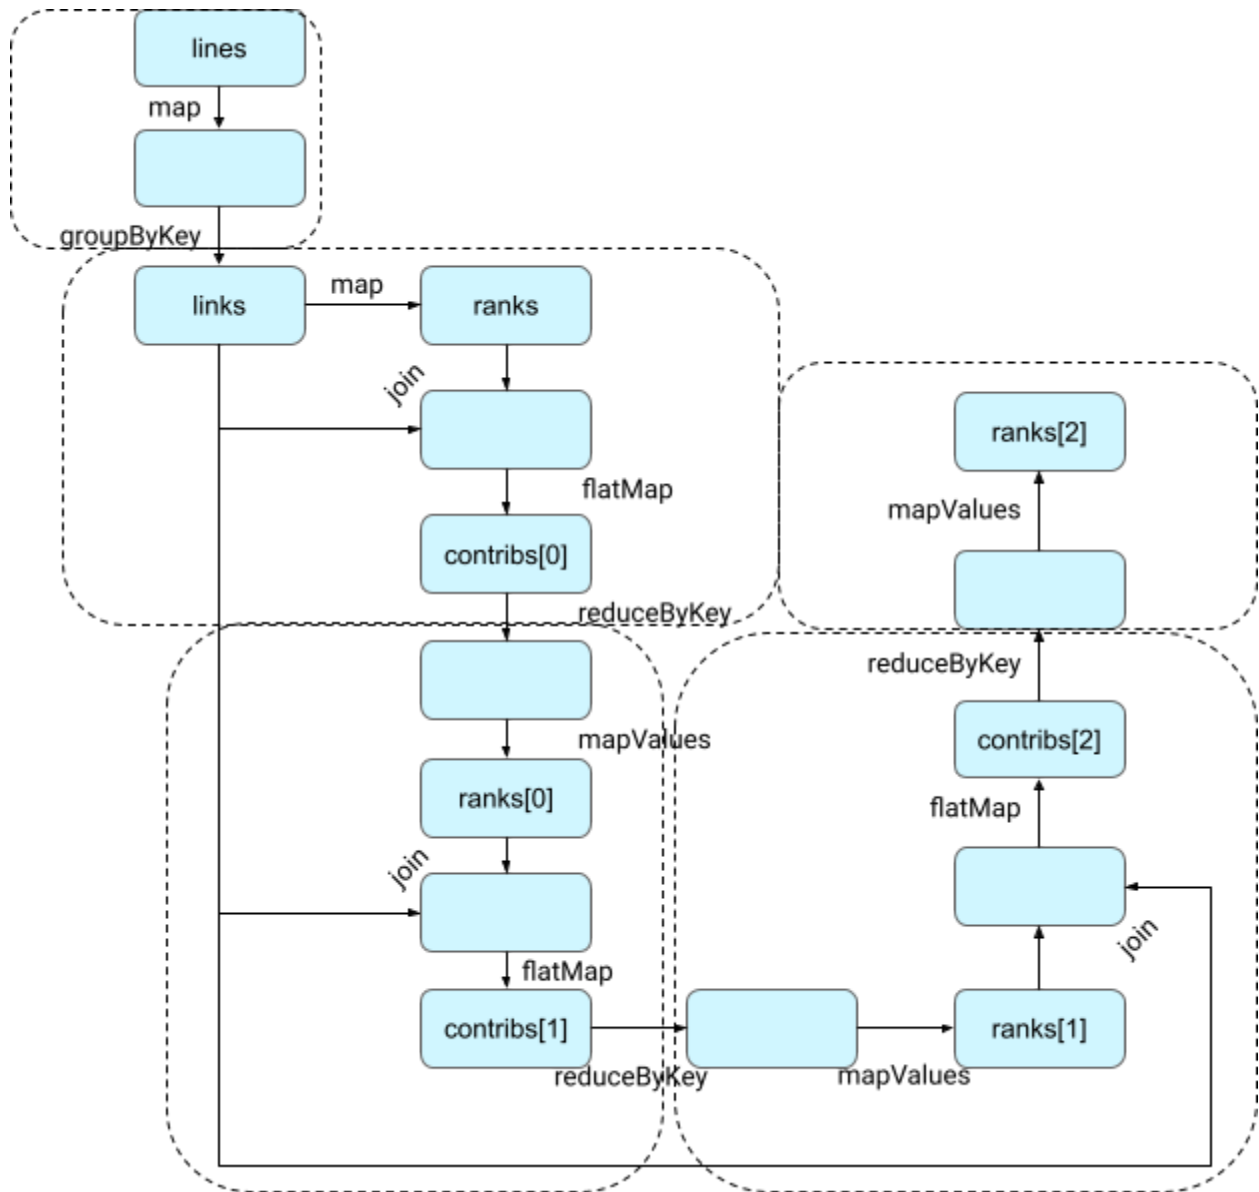 lines
map
groupByKey
links
map
ranks
join
flatMap
contribs[0]
reduceByKey
mapValues
ranks[0]
join
flatMap
contribs[1]
reduceByKey
mapValues
ranks[1]
join
flatMap
contribs[2]
reduceByKey
mapValues
ranks[2]